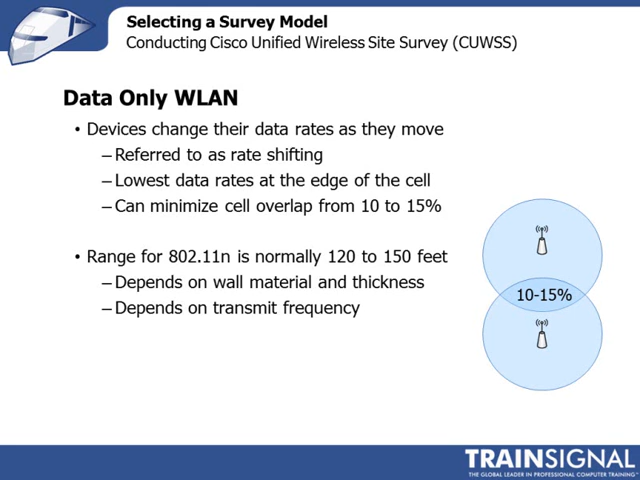 Selecting a Survey Model
Conducting Cisco Unified Wireless Site Survey (CUWSS)
Data Only WLAN
• Devices change their data rates as they move
– Referred to as rate shifting
– Lowest data rates at the edge of the cell
– Can minimize cell overlap from 10 to 15%
• Range for 802.11n is normally 120 to 150 feet
– Depends on wall material and thickness
– Depends on transmit frequency
10-15%
TRAINSIGNAL
THE GLOBAL LEADER IN PROFESSIONAL COMPUTER TRAINING™